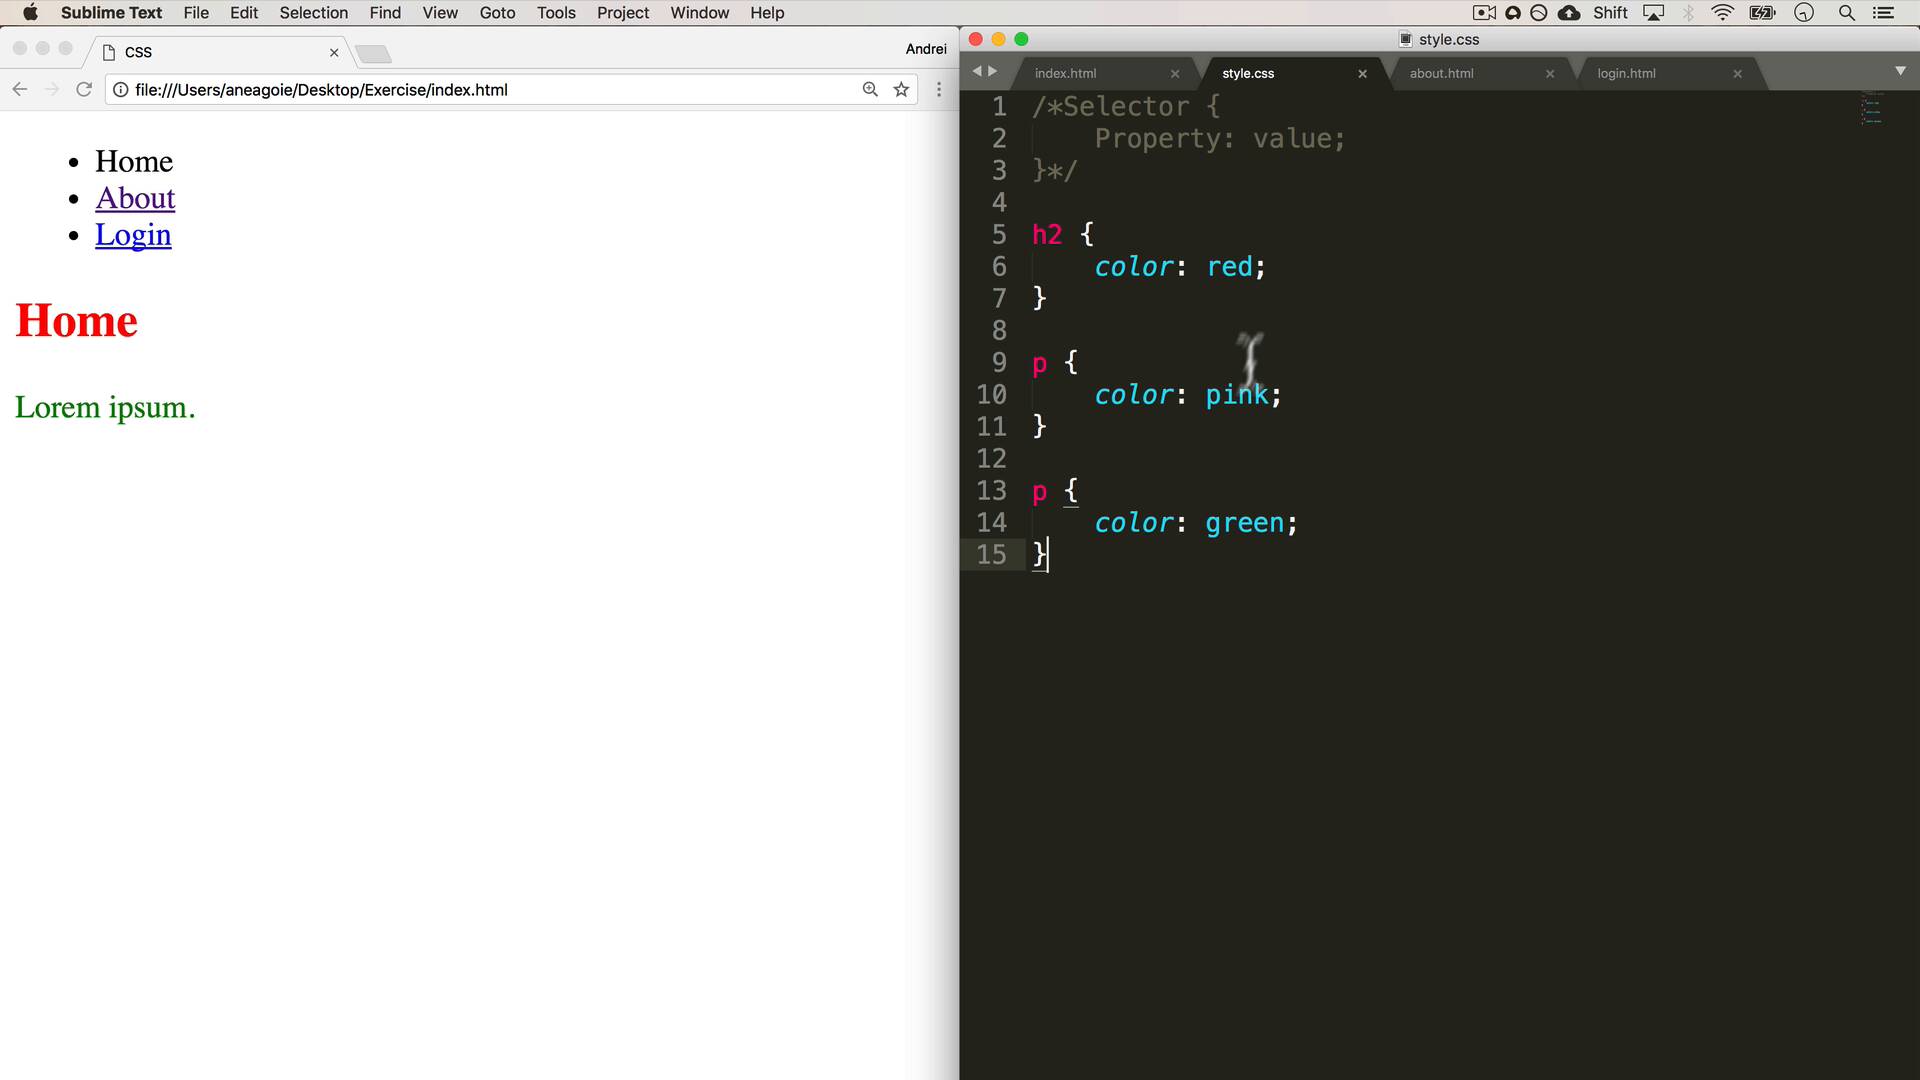 Sublime Text File Edit Selection Find View Goto Tools Project Window Help Shift
CSS
Andrei
file:///Users/aneagoie/Desktop/Exercise/index.html
Home
About
Login
Home
Lorem ipsum.
style.css
index.html style.css about.html login.html
1 /*Selector {
2 Property: value;
3 }*/
4
5 h2 {
6 color: red;
7 }
8
9 p {
10 color: pink;
11 }
12
13 p {
14 color: green;
15 }